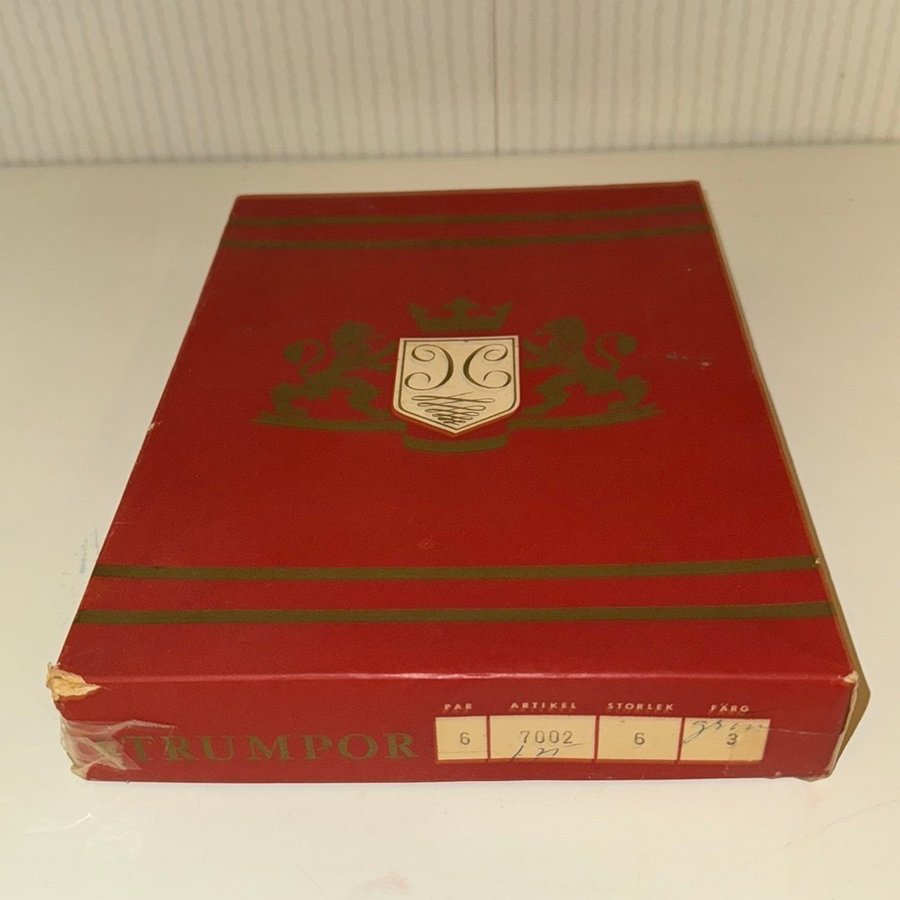 PAR ARTIKEL STORLEK FÄRG
STRUMPOR 6 7002 6 3